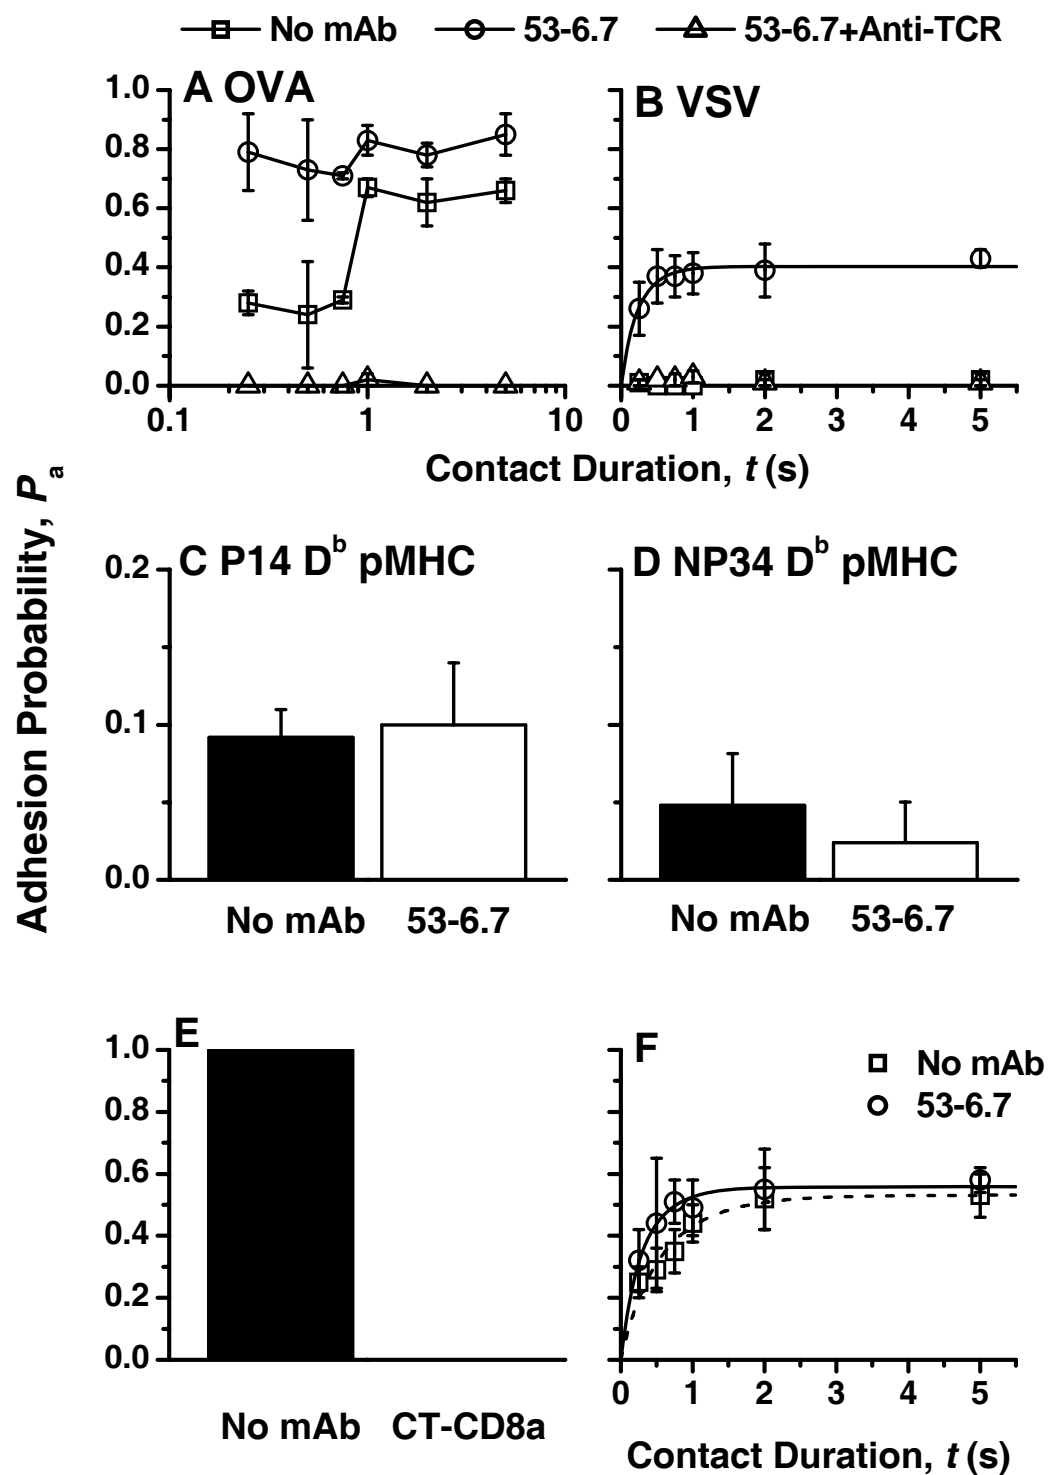 No mAb 53-6.7 53-6.7+Anti-TCR
A OVA
B VSV
1.0
0.8
0.6
0.4
0.2
0.0
0.1 1 10
0 1 2 3 4 5
Contact Duration, t (s)
Adhesion Probability, Pa
C P14 Db pMHC
D NP34 Db pMHC
0.2
0.1
0.0
No mAb 53-6.7
No mAb 53-6.7
E
F
1.0
0.8
0.6
0.4
0.2
0.0
No mAb
53-6.7
0 1 2 3 4 5
No mAb CT-CD8a
Contact Duration, t (s)